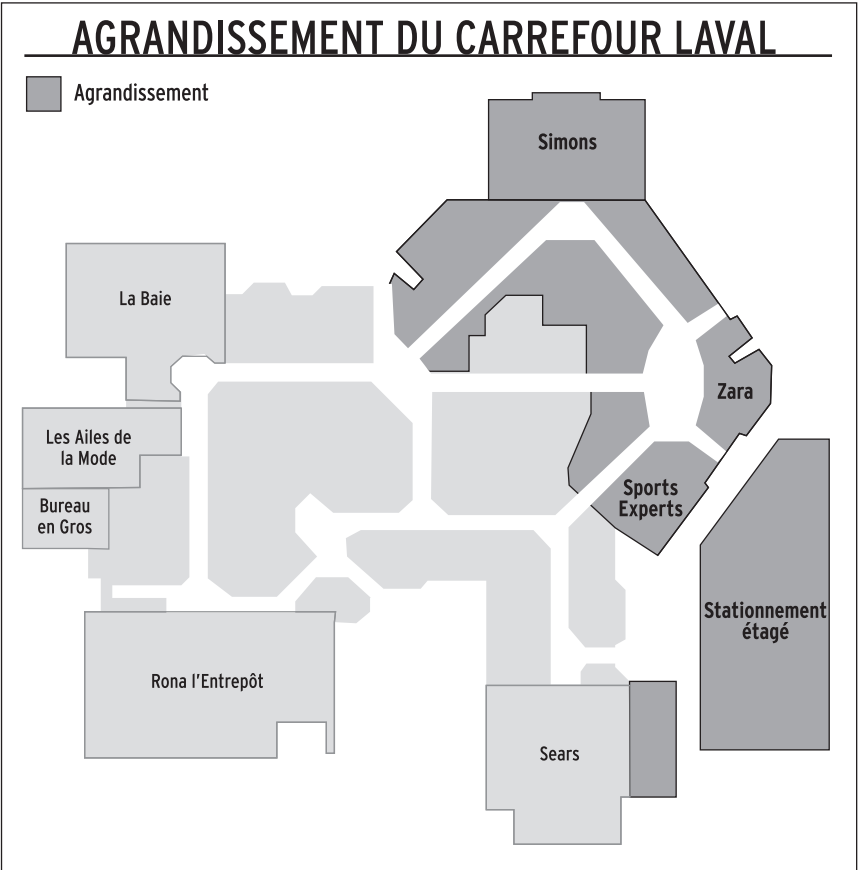 AGRANDISSEMENT DU CARREFOUR LAVAL
Agrandissement
Simons
La Baie
Zara
Les Ailes de
la Mode
Sports
Experts
Bureau
en Gros
Stationnement
étagé
Rona l'Entrepôt
Sears